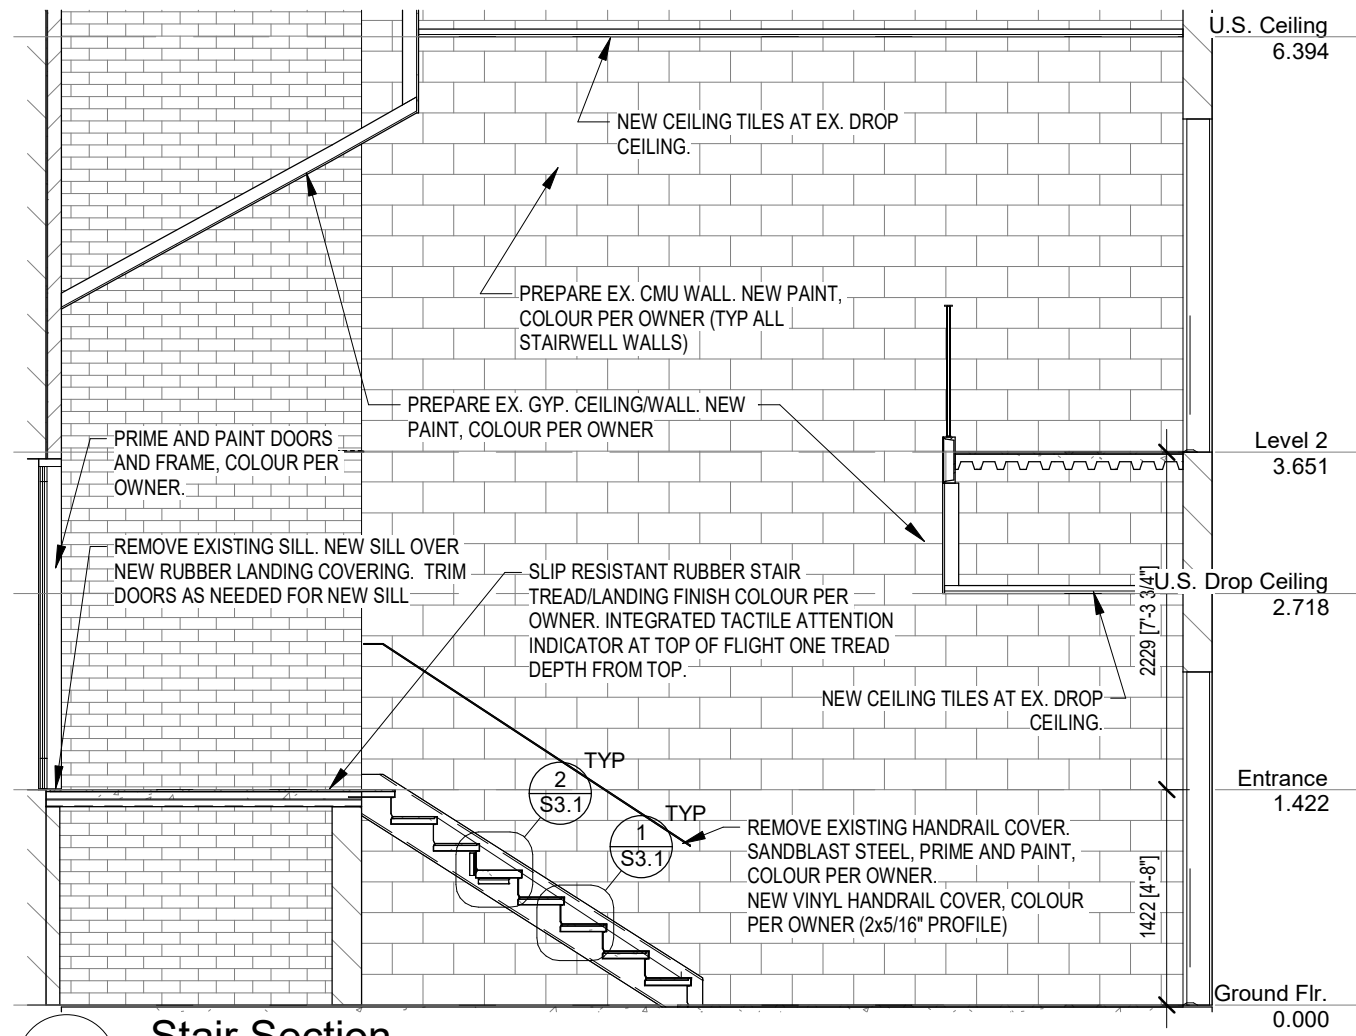 U.S. Ceiling
6.394
NEW CEILING TILES AT EX. DROP
CEILING.
PREPARE EX. CMU WALL. NEW PAINT,
COLOUR PER OWNER (TYP ALL
STAIRWELL WALLS)
PREPARE EX. GYP. CEILING/WALL. NEW
PAINT, COLOUR PER OWNER
PRIME AND PAINT DOORS
AND FRAME, COLOUR PER
OWNER.
Level 2
3.651
REMOVE EXISTING SILL. NEW SILL OVER
NEW RUBBER LANDING COVERING. TRIM
DOORS AS NEEDED FOR NEW SILL
SLIP RESISTANT RUBBER STAIR
TREAD/LANDING FINISH COLOUR PER
OWNER. INTEGRATED TACTILE ATTENTION
INDICATOR AT TOP OF FLIGHT ONE TREAD
DEPTH FROM TOP.
U.S. Drop Ceiling
2.718
2229 [7'-3 3/4"]
NEW CEILING TILES AT EX. DROP
CEILING.
TYP
2
S3.1
TYP
1
S3.1
Entrance
1.422
REMOVE EXISTING HANDRAIL COVER.
SANDBLAST STEEL, PRIME AND PAINT,
COLOUR PER OWNER.
NEW VINYL HANDRAIL COVER, COLOUR
PER OWNER (2x5/16" PROFILE)
1422 [4'-8"]
Ground Flr.
0.000
Stair Section